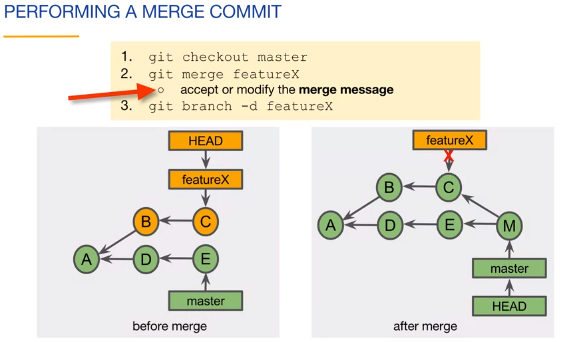 PERFORMING A MERGE COMMIT
1. git checkout master
2. git merge featureX
○ accept or modify the merge message
3. git branch -d featureX
HEAD
featureX
B
C
A
D
E
master
before merge
featureX
B
C
A
D
E
M
master
HEAD
after merge